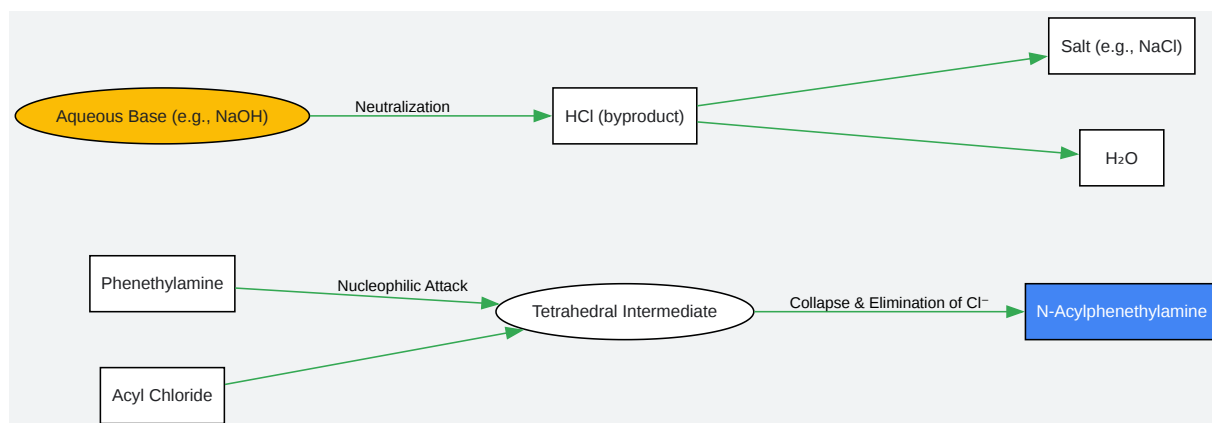 Salt (e.g., NaCl)
Aqueous Base (e.g., NaOH)
Neutralization
HCl (byproduct)
H₂O
Phenethylamine
Nucleophilic Attack
Tetrahedral Intermediate
Collapse & Elimination of Cl⁻
N-Acylphenethylamine
Acyl Chloride